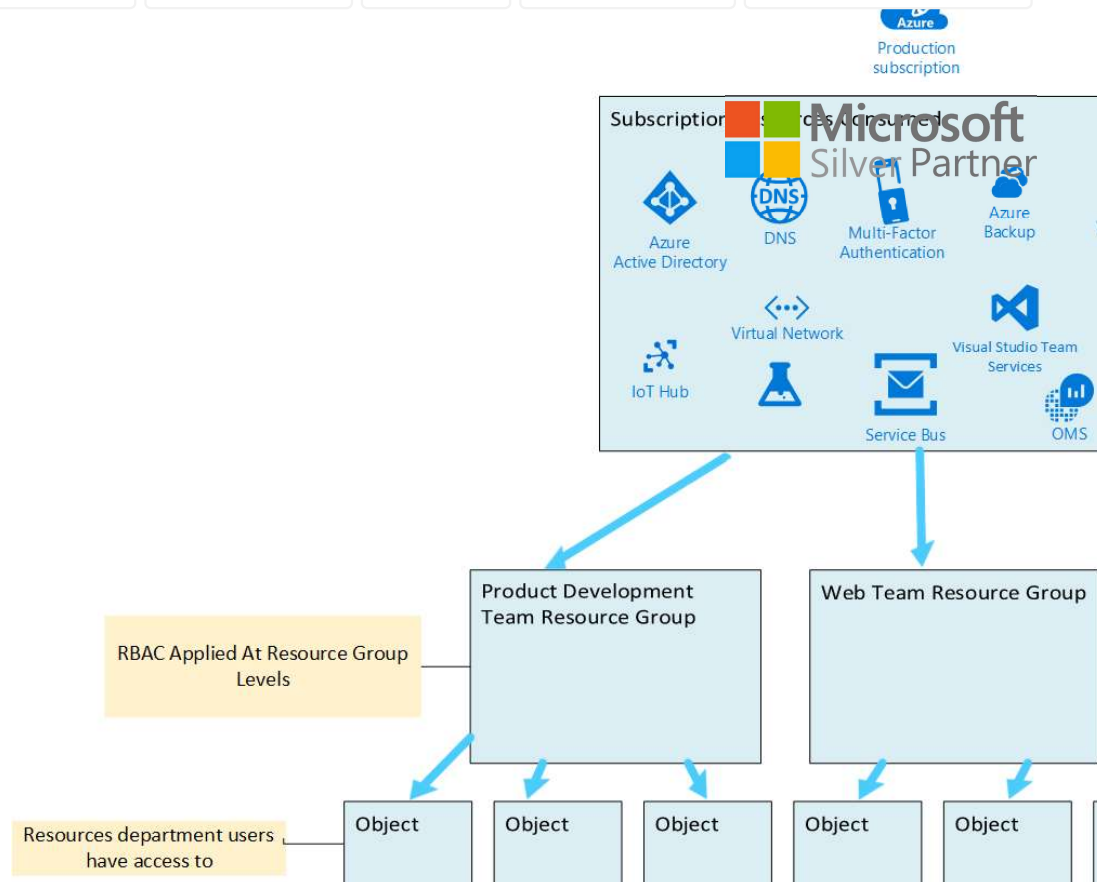 Azure
Production
subscription
Subscription Resources Consumed
Microsoft
Silver Partner
DNS
Azure
Active Directory
DNS
Multi-Factor
Authentication
Azure
Backup
Virtual Network
Visual Studio Team
Services
IoT Hub
Service Bus
OMS
Product Development
Team Resource Group
Web Team Resource Group
RBAC Applied At Resource Group
Levels
Object
Object
Object
Object
Object
Resources department users
have access to